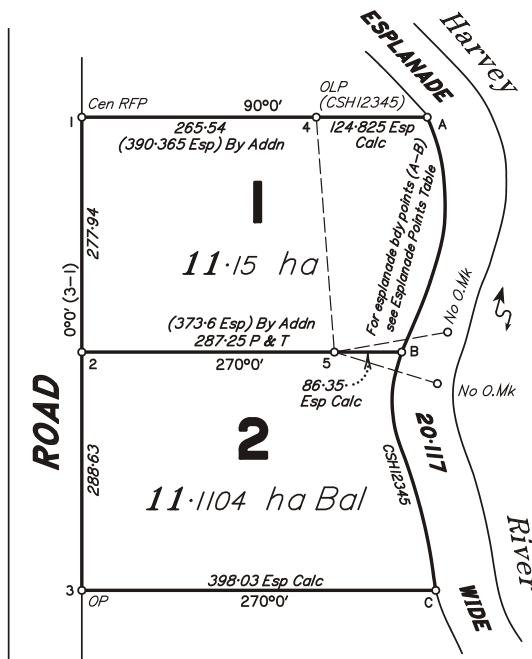 ESPLANADE
Harvey
OLP
(CSH12345)
Cen RFP
90°0'
1
4
A
265·54
124·825 Esp
(390·365 Esp) By Addn
Calc
1
11·15 ha
277·94
0°0' (3-1)
For esplanade bdy points (A-B)
see Esplanade Points Table
No O.Mk
(373·6 Esp) By Addn
287·25 P & T
2
270°0'
5
B
86·35
Esp Calc
No O.Mk
ROAD
2
20·117
288·63
11·1104 ha Bal
CSH12345
River
398·03 Esp Calc
3
270°0'
C
OP
WIDE